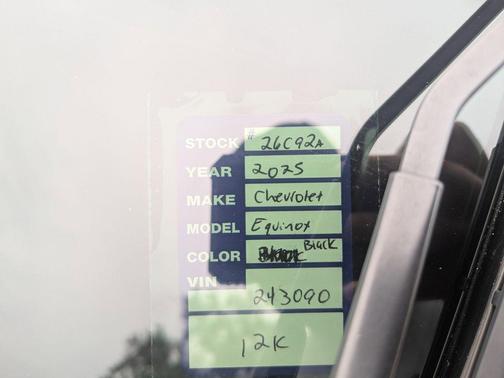 STOCK # 26C92A
YEAR 2025
MAKE Chevrolet
MODEL Equinox
COLOR Black
VIN
243090
12K